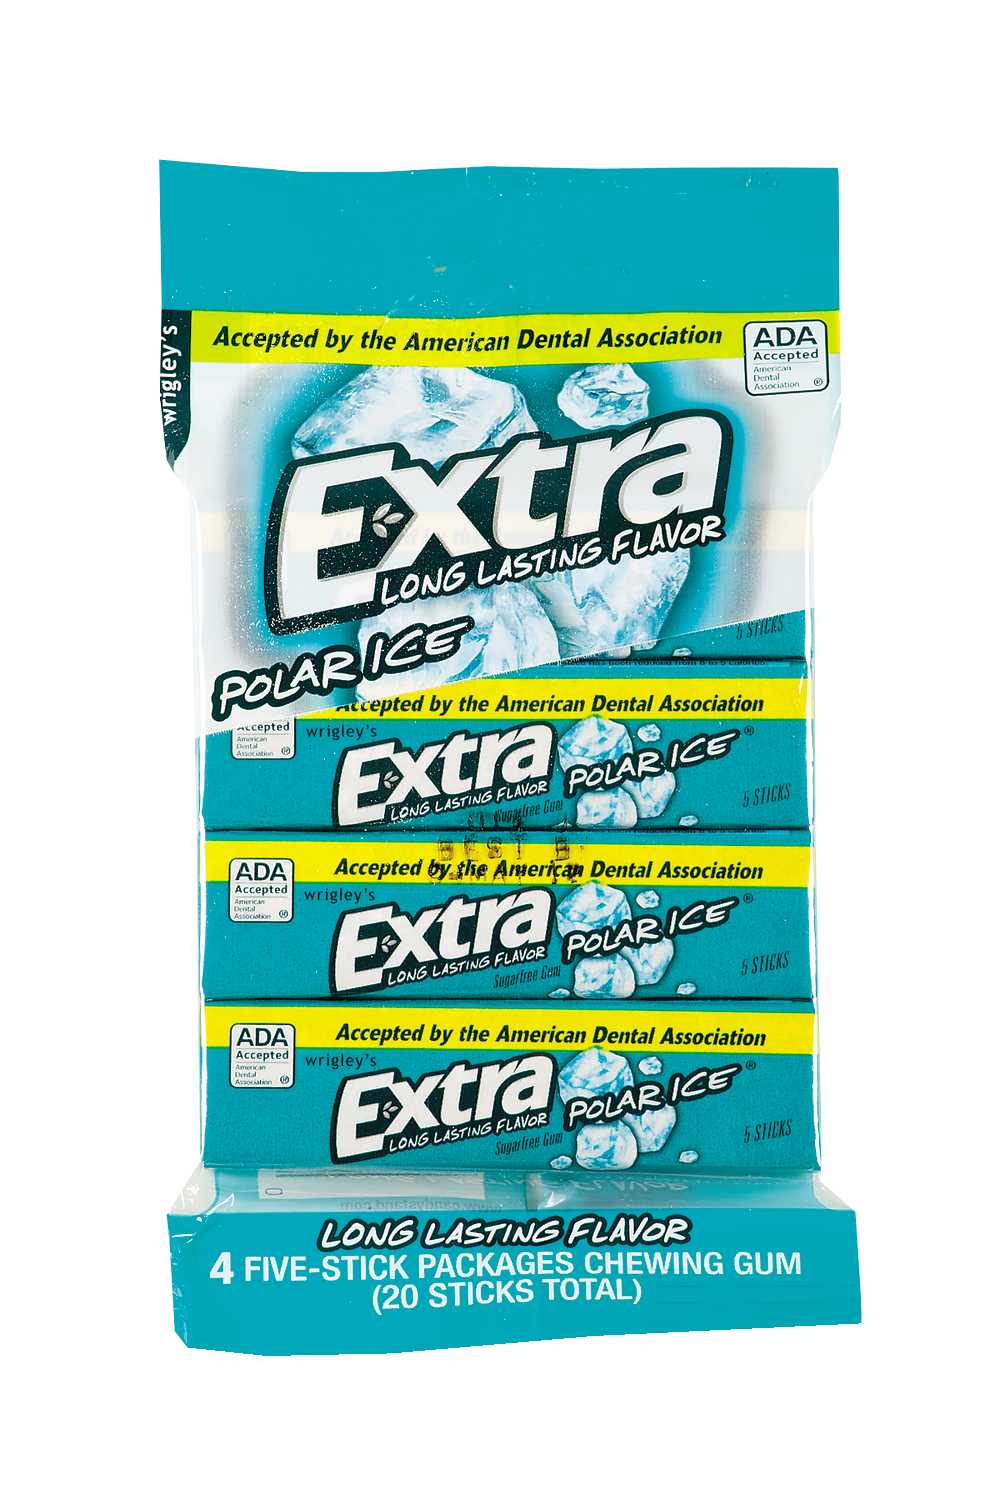 wrigley's
Accepted by the American Dental Association
ADA
Accepted
American
Dental
Association ®
Extra
LONG LASTING FLAVOR
POLAR ICE
5 STICKS
Accepted by the American Dental Association
Accepted
American
Dental
Association ®
wrigley's
Extra
LONG LASTING FLAVOR
Sugarfree Gum
POLAR ICE ®
5 STICKS
BEST B
Accepted by the American Dental Association
ADA
Accepted
American
Dental
Association ®
wrigley's
Extra
LONG LASTING FLAVOR
Sugarfree Gum
POLAR ICE ®
5 STICKS
Accepted by the American Dental Association
ADA
Accepted
American
Dental
Association ®
wrigley's
Extra
LONG LASTING FLAVOR
Sugarfree Gum
POLAR ICE ®
5 STICKS
www.candystand.com
LONG LASTING FLAVOR
4 FIVE-STICK PACKAGES CHEWING GUM
(20 STICKS TOTAL)